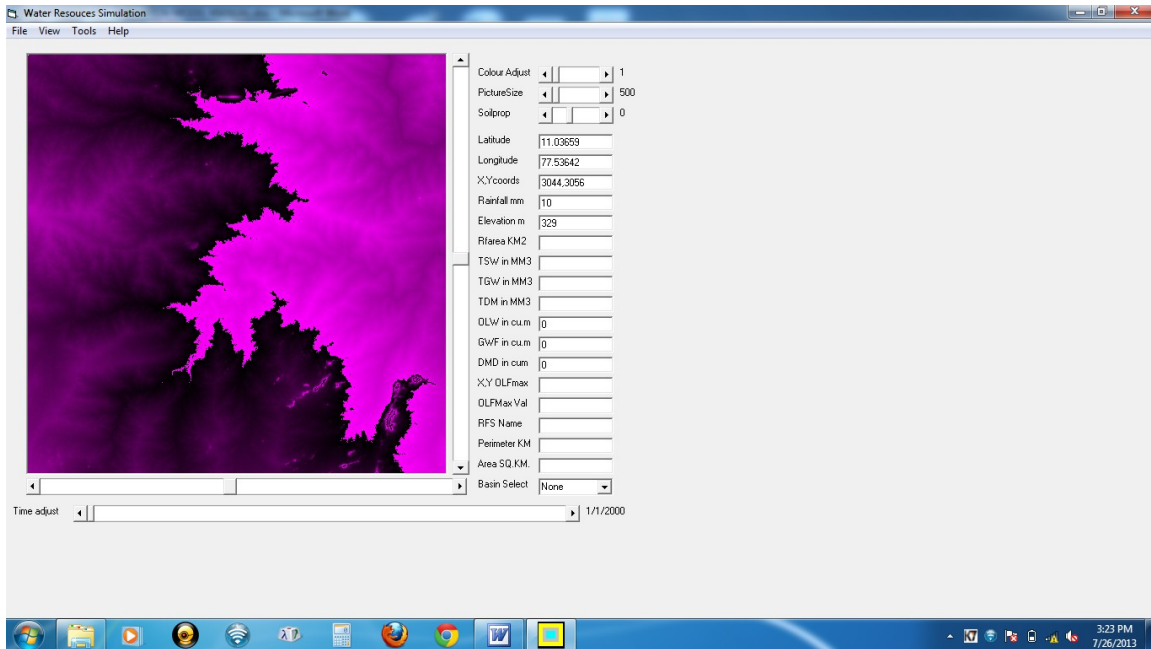 Water Resouces Simulation
File View Tools Help
Colour Adjust 1
PictureSize 500
Soilprop 0
Latitude 11.03659
Longitude 77.53642
X,Ycoords 3044,3056
Rainfall mm 10
Elevation m 329
Rfarea KM2
TSW in MM3
TGW in MM3
TDM in MM3
OLW in cu.m 0
GWF in cu.m 0
DMD in cum 0
X,Y OLFmax
OLFMax Val
RFS Name
Perimeter KM
Area SQ.KM.
Basin Select None
Time adjust 1/1/2000
W
3:23 PM
7/26/2013